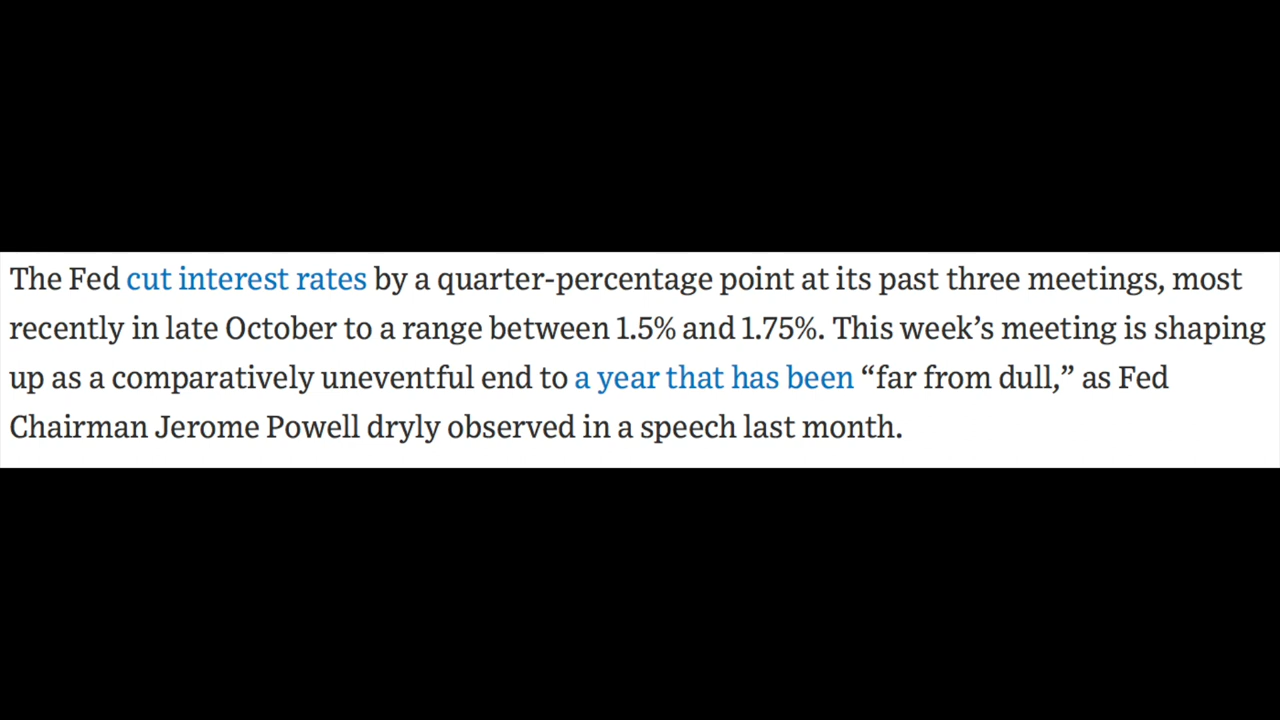 The Fed cut interest rates by a quarter-percentage point at its past three meetings, most
recently in late October to a range between 1.5% and 1.75%. This week’s meeting is shaping
up as a comparatively uneventful end to a year that has been “far from dull,” as Fed
Chairman Jerome Powell dryly observed in a speech last month.